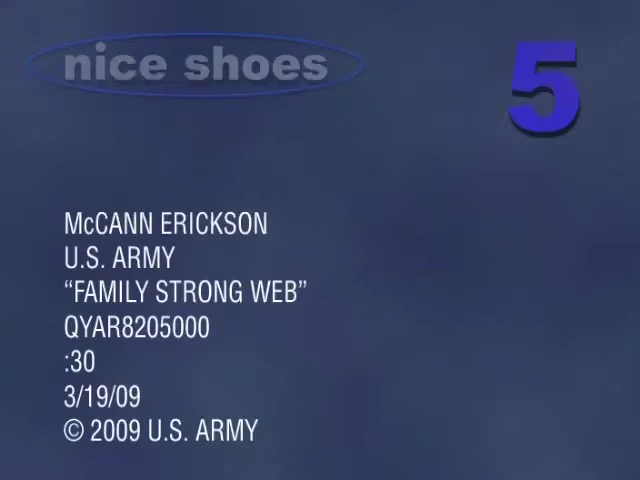 nice shoes
5
McCANN ERICKSON
U.S. ARMY
“FAMILY STRONG WEB”
QYAR8205000
:30
3/19/09
© 2009 U.S. ARMY